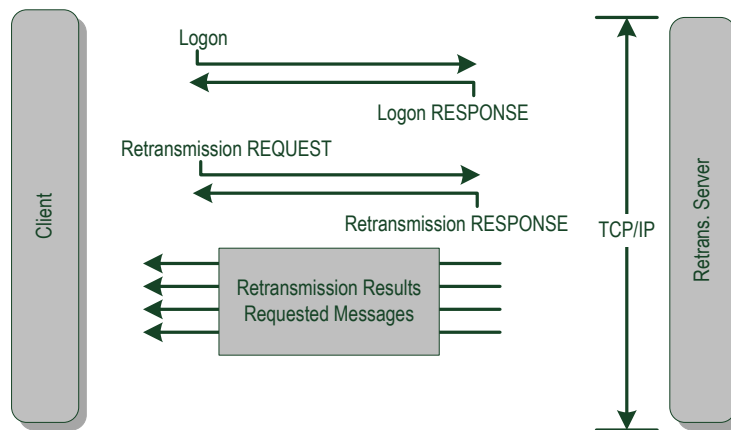 Logon
Logon RESPONSE
Retransmission REQUEST
Retransmission RESPONSE
Client
TCP/IP
Retrans. Server
Retransmission Results
Requested Messages